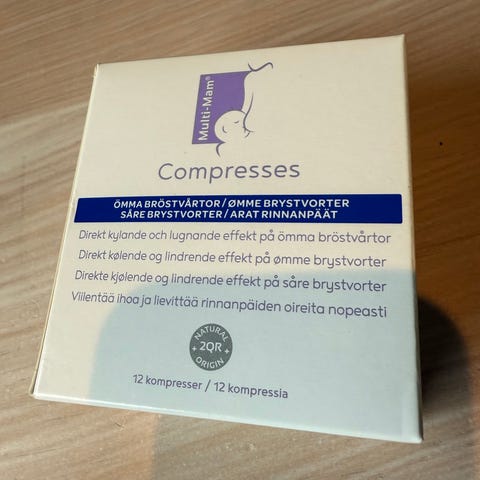 Multi-Mam®
Compresses
ÖMMA BRÖSTVÅRTOR / ØMME BRYSTVORTER
SÅRE BRYSTVORTER / ARAT RINNANPÄÄT
Direkt kylande och lugnande effekt på ömma bröstvårtor
Direkt kølende og lindrende effekt på ømme brystvorter
Direkte kjølende og lindrende effekt på såre brystvorter
Viilentää ihoa ja lievittää rinnanpäiden oireita nopeasti
NATURAL
2QR
ORIGIN
12 kompresser / 12 kompressia